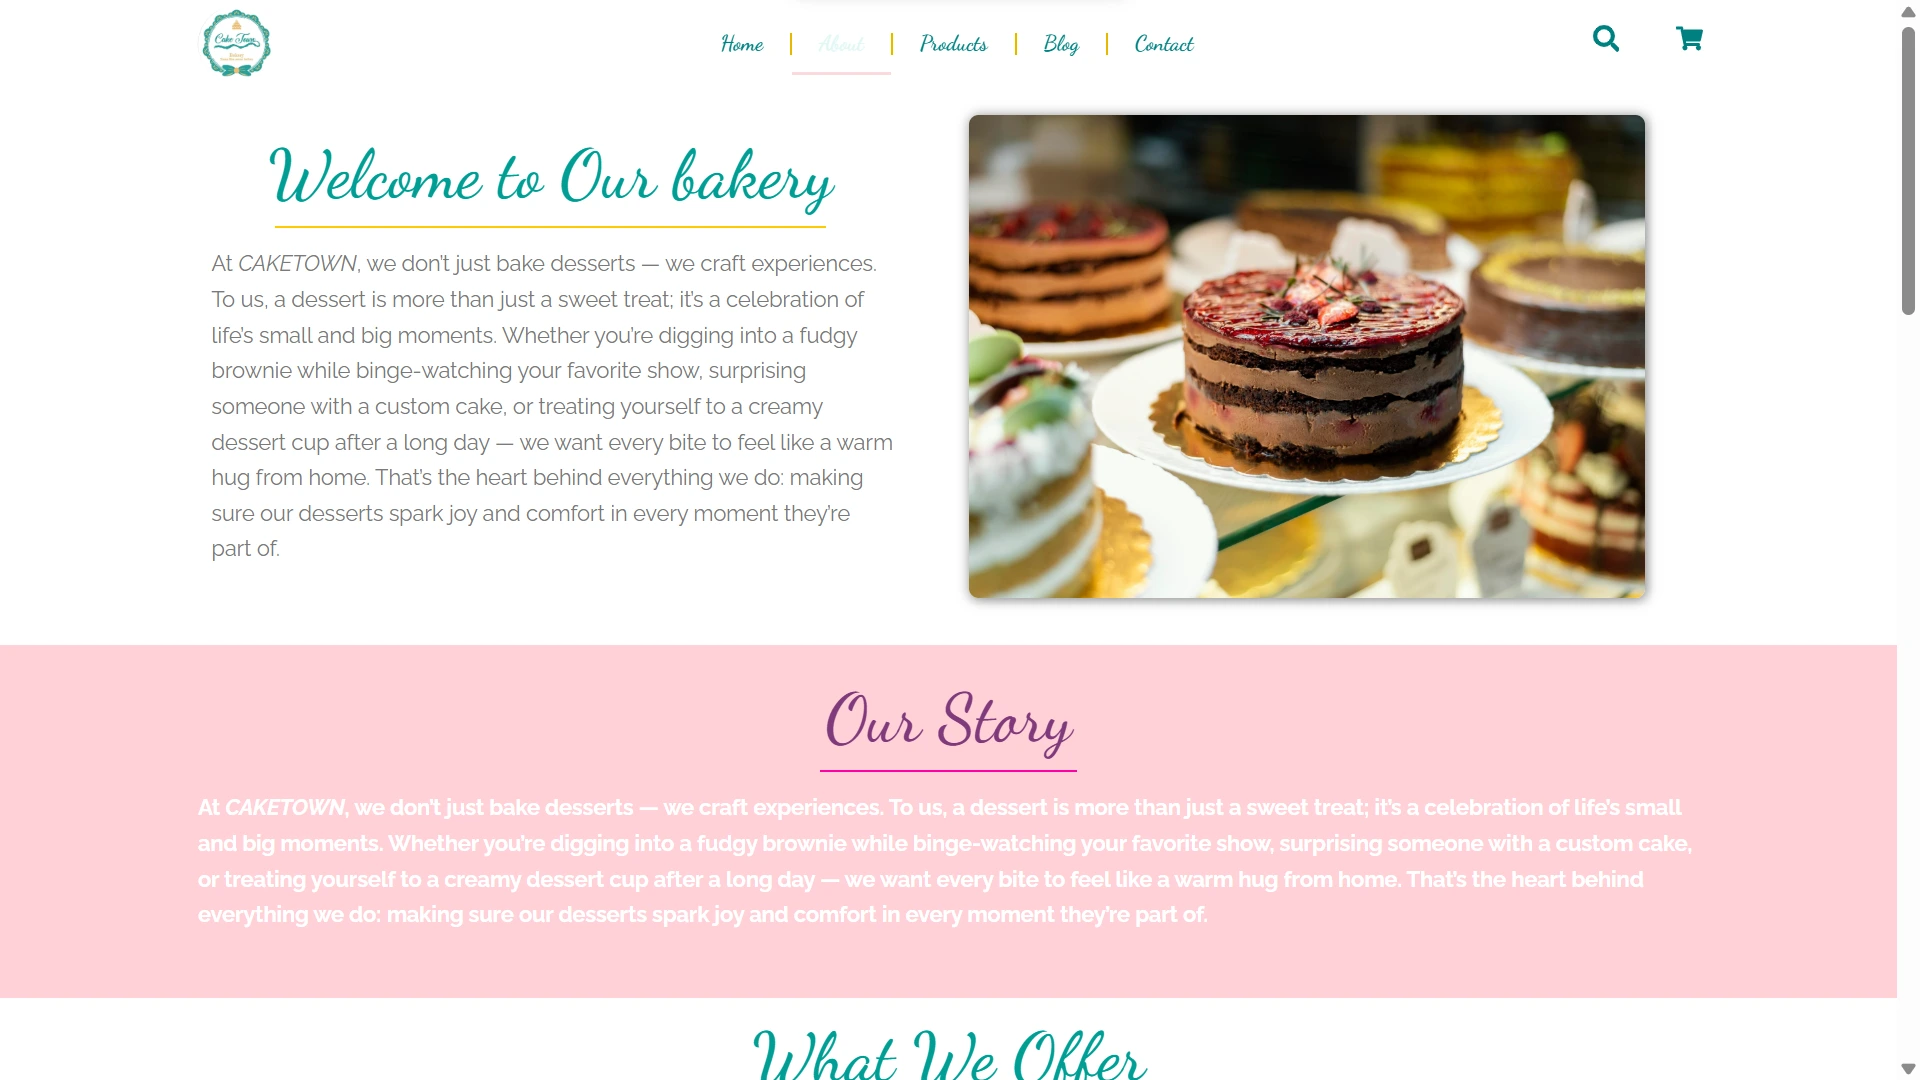 Cake Town
Home
About
Products
Blog
Contact
Welcome to Our bakery
At CAKETOWN, we don't just bake desserts — we craft experiences.
To us, a dessert is more than just a sweet treat; it's a celebration of
life's small and big moments. Whether you're digging into a fudgy
brownie while binge-watching your favorite show, surprising
someone with a custom cake, or treating yourself to a creamy
dessert cup after a long day — we want every bite to feel like a warm
hug from home. That's the heart behind everything we do: making
sure our desserts spark joy and comfort in every moment they're
part of.
Our Story
At CAKETOWN, we don't just bake desserts — we craft experiences. To us, a dessert is more than just a sweet treat; it's a celebration of life's small
and big moments. Whether you're digging into a fudgy brownie while binge-watching your favorite show, surprising someone with a custom cake,
or treating yourself to a creamy dessert cup after a long day — we want every bite to feel like a warm hug from home. That's the heart behind
everything we do: making sure our desserts spark joy and comfort in every moment they're part of.
What We Offer